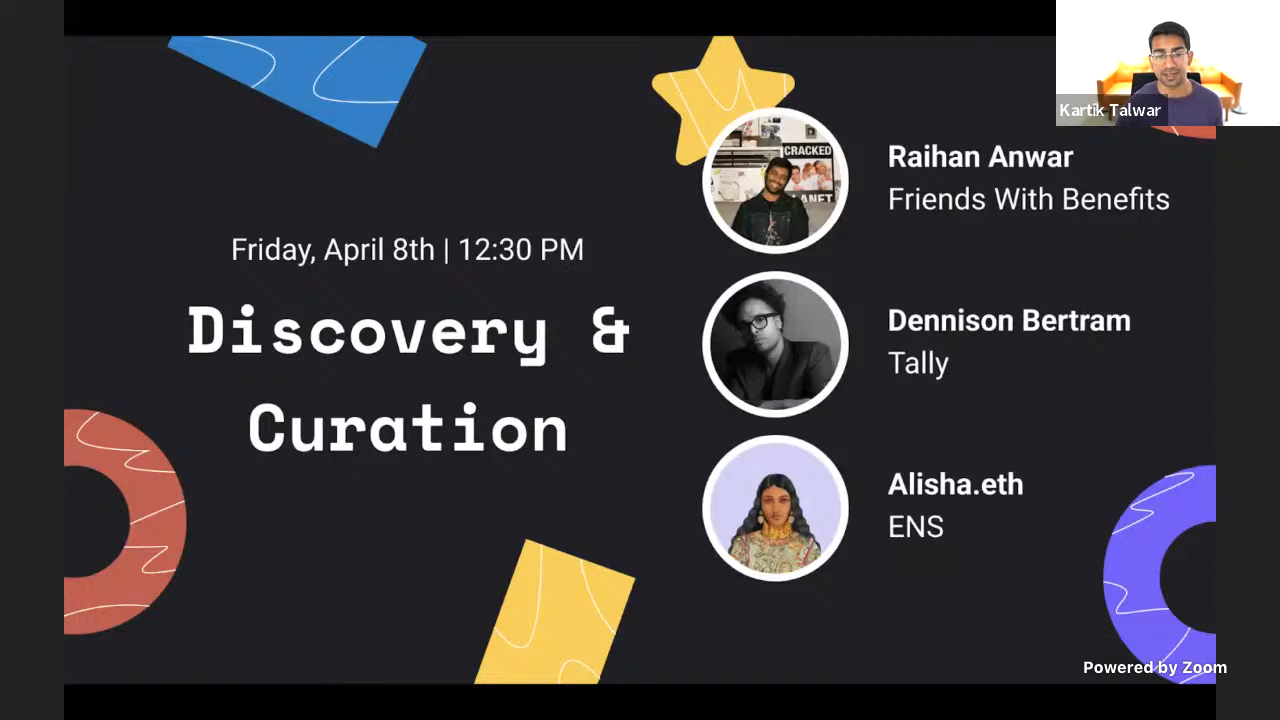 Friday, April 8th | 12:30 PM
Discovery &
Curation
CRACKED
Raihan Anwar
Friends With Benefits
Dennison Bertram
Tally
Alisha.eth
ENS
Kartik Talwar
Powered by Zoom